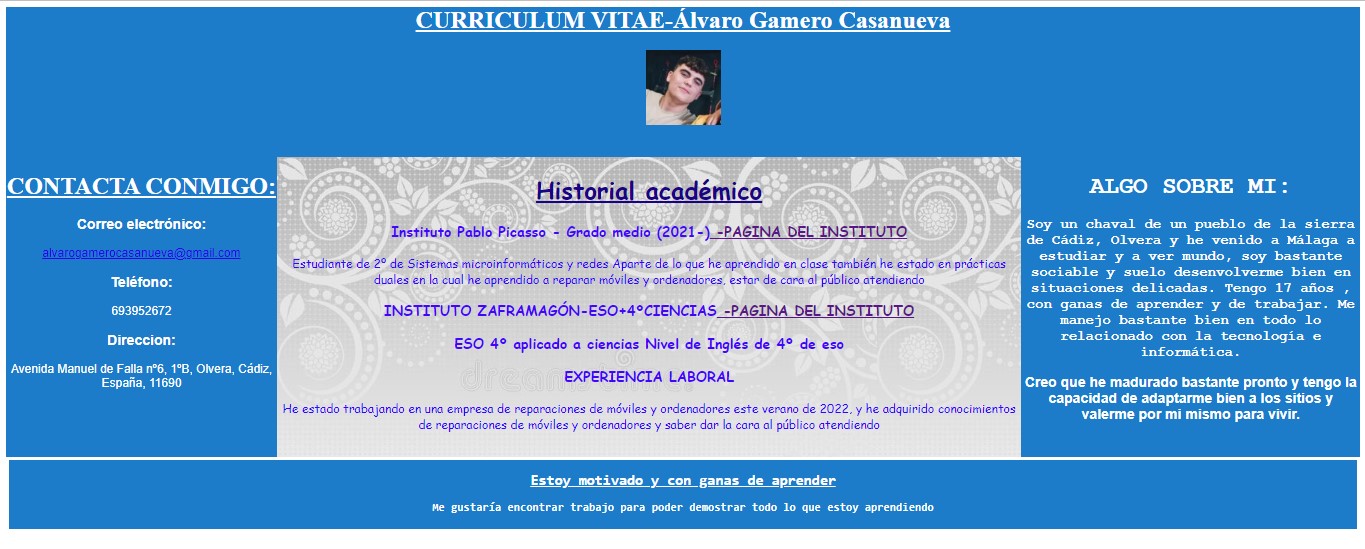 CURRICULUM VITAE-Álvaro Gamero Casanueva
CONTACTA CONMIGO:
Correo electrónico:
alvarogamerocasanueva@gmail.com
Teléfono:
693952672
Direccion:
Avenida Manuel de Falla nº6, 1ºB, Olvera, Cádiz,
España, 11690
Historial académico
Instituto Pablo Picasso - Grado medio (2021-) -PAGINA DEL INSTITUTO
Estudiante de 2º de Sistemas microinformáticos y redes Aparte de lo que he aprendido en clase también he estado en prácticas
duales en la cual he aprendido a reparar móviles y ordenadores, estar de cara al público atendiendo
INSTITUTO ZAFRAMAGÓN-ESO+4ºCIENCIAS -PAGINA DEL INSTITUTO
ESO 4º aplicado a ciencias Nivel de Inglés de 4º de eso
EXPERIENCIA LABORAL
He estado trabajando en una empresa de reparaciones de móviles y ordenadores este verano de 2022, y he adquirido conocimientos
de reparaciones de móviles y ordenadores y saber dar la cara al público atendiendo
ALGO SOBRE MI:
Soy un chaval de un pueblo de la sierra
de Cádiz, Olvera y he venido a Málaga a
estudiar y a ver mundo, soy bastante
sociable y suelo desenvolverme bien en
situaciones delicadas. Tengo 17 años ,
con ganas de aprender y de trabajar. Me
manejo bastante bien en todo lo
relacionado con la tecnología e
informática.
Creo que he madurado bastante pronto y tengo la
capacidad de adaptarme bien a los sitios y
valerme por mi mismo para vivir.
Estoy motivado y con ganas de aprender
Me gustaría encontrar trabajo para poder demostrar todo lo que estoy aprendiendo